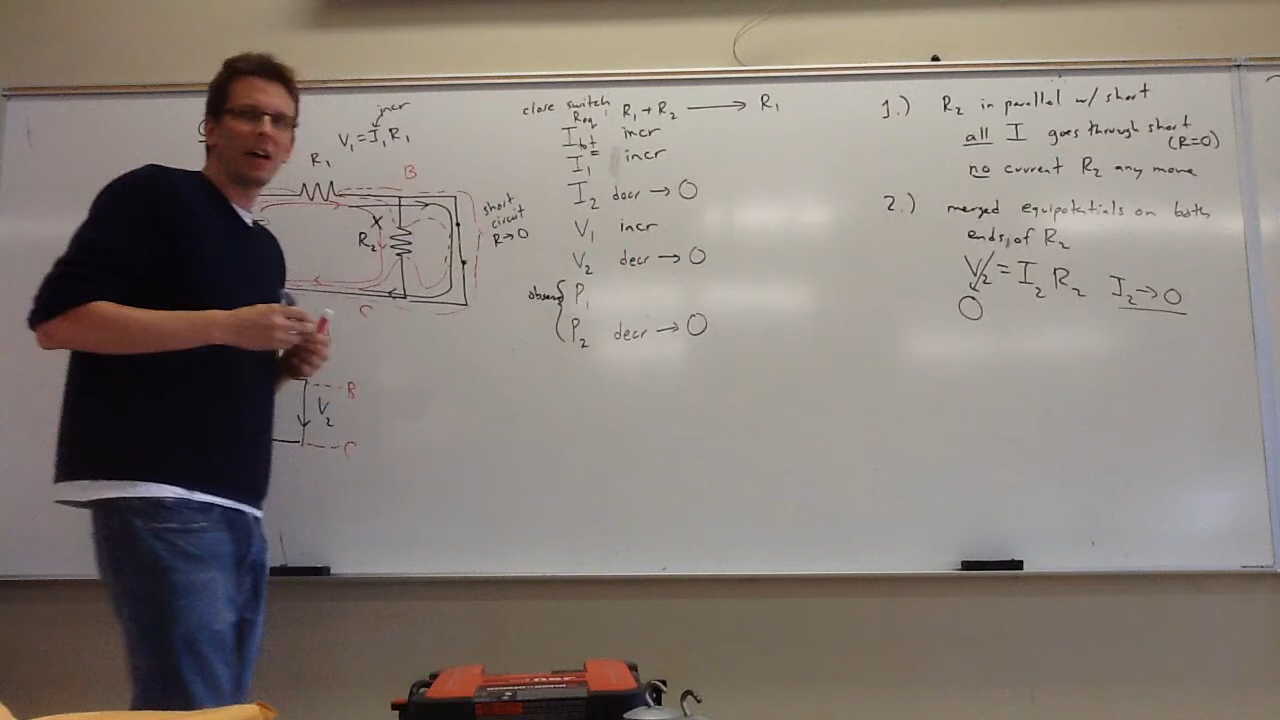 incr
V₁ = I₁ R₁
R₁
B
X
R₂
short
circuit
R → 0
C
B
V₂
C
close switch
Req: R₁ + R₂ → R₁
Itot incr
=
I₁ incr
I₂ decr → 0
V₁ incr
V₂ decr → 0
P₁
P₂ decr → 0
1.) R₂ in parallel w/ short
all I goes through short
(R=0)
no current R₂ any more
2.) merged equipotentials on both
ends of R₂
V₂ = I₂ R₂ I₂ → 0
0